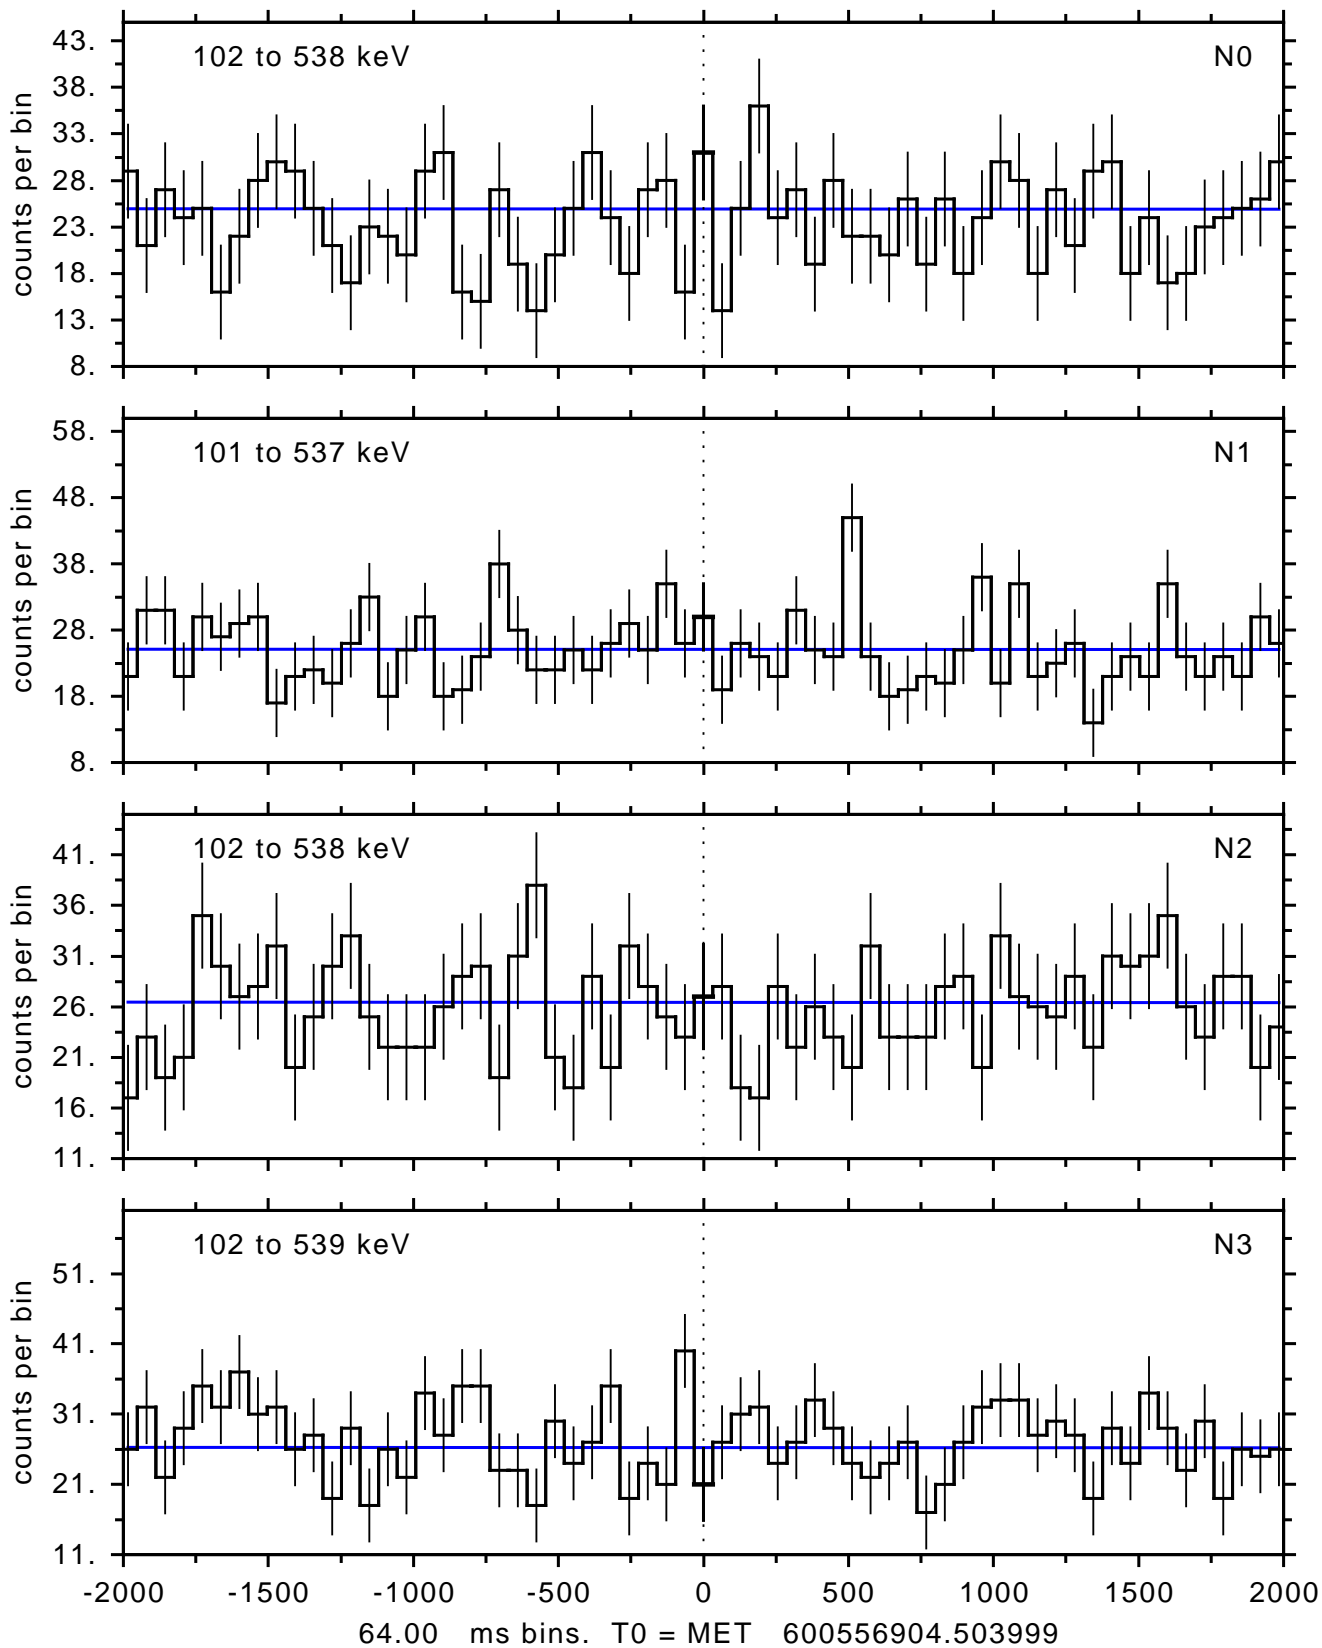 102 to 538 keV N0
43.
38.
33.
28.
23.
18.
13.
8.
counts per bin
101 to 537 keV N1
58.
48.
38.
28.
18.
8.
counts per bin
102 to 538 keV N2
41.
36.
31.
26.
21.
16.
11.
counts per bin
102 to 539 keV N3
51.
41.
31.
21.
11.
counts per bin
-2000 -1500 -1000 -500 0 500 1000 1500 2000
64.00 ms bins. T0 = MET 600556904.503999